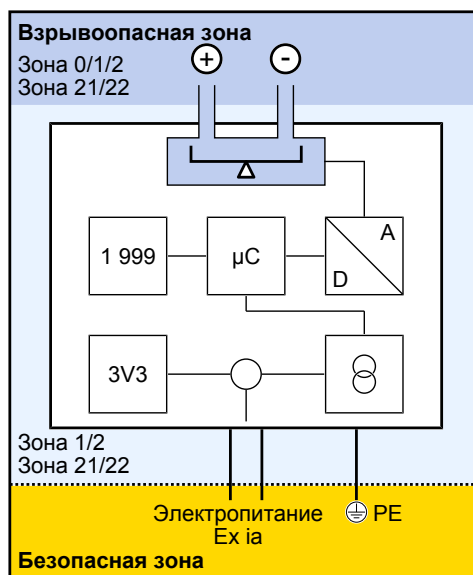 Взрывоопасная зона
Зона 0/1/2
Зона 21/22
+ -
1 999
µC
A
D
3V3
Зона 1/2
Зона 21/22
Электропитание
Ex ia
PE
Безопасная зона